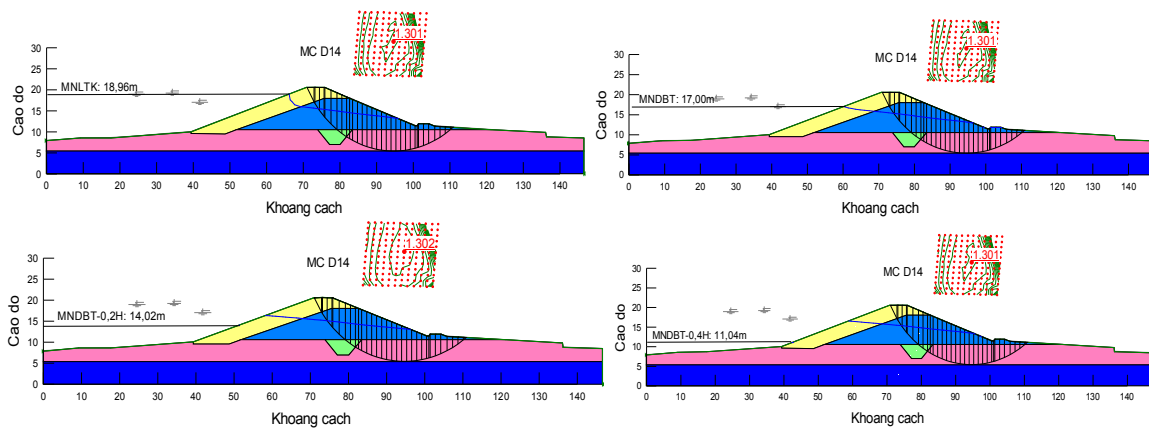 1.301
MC D14
30
25
MNLTK: 18,96m
20
15
10
5
0
Cao do
0 10 20 30 40 50 60 70 80 90 100 110 120 130 140
Khoang cach
1.301
MC D14
30
25
20
MNDBT: 17,00m
15
10
5
0
Cao do
0 10 20 30 40 50 60 70 80 90 100 110 120 130 140
Khoang cach
1.302
MC D14
30
25
20
MNDBT-0,2H: 14,02m
15
10
5
0
Cao do
0 10 20 30 40 50 60 70 80 90 100 110 120 130 140
Khoang cach
1.301
MC D14
30
25
20
15
MNDBT-0,4H: 11,04m
10
5
0
Cao do
0 10 20 30 40 50 60 70 80 90 100 110 120 130 140
Khoang cach